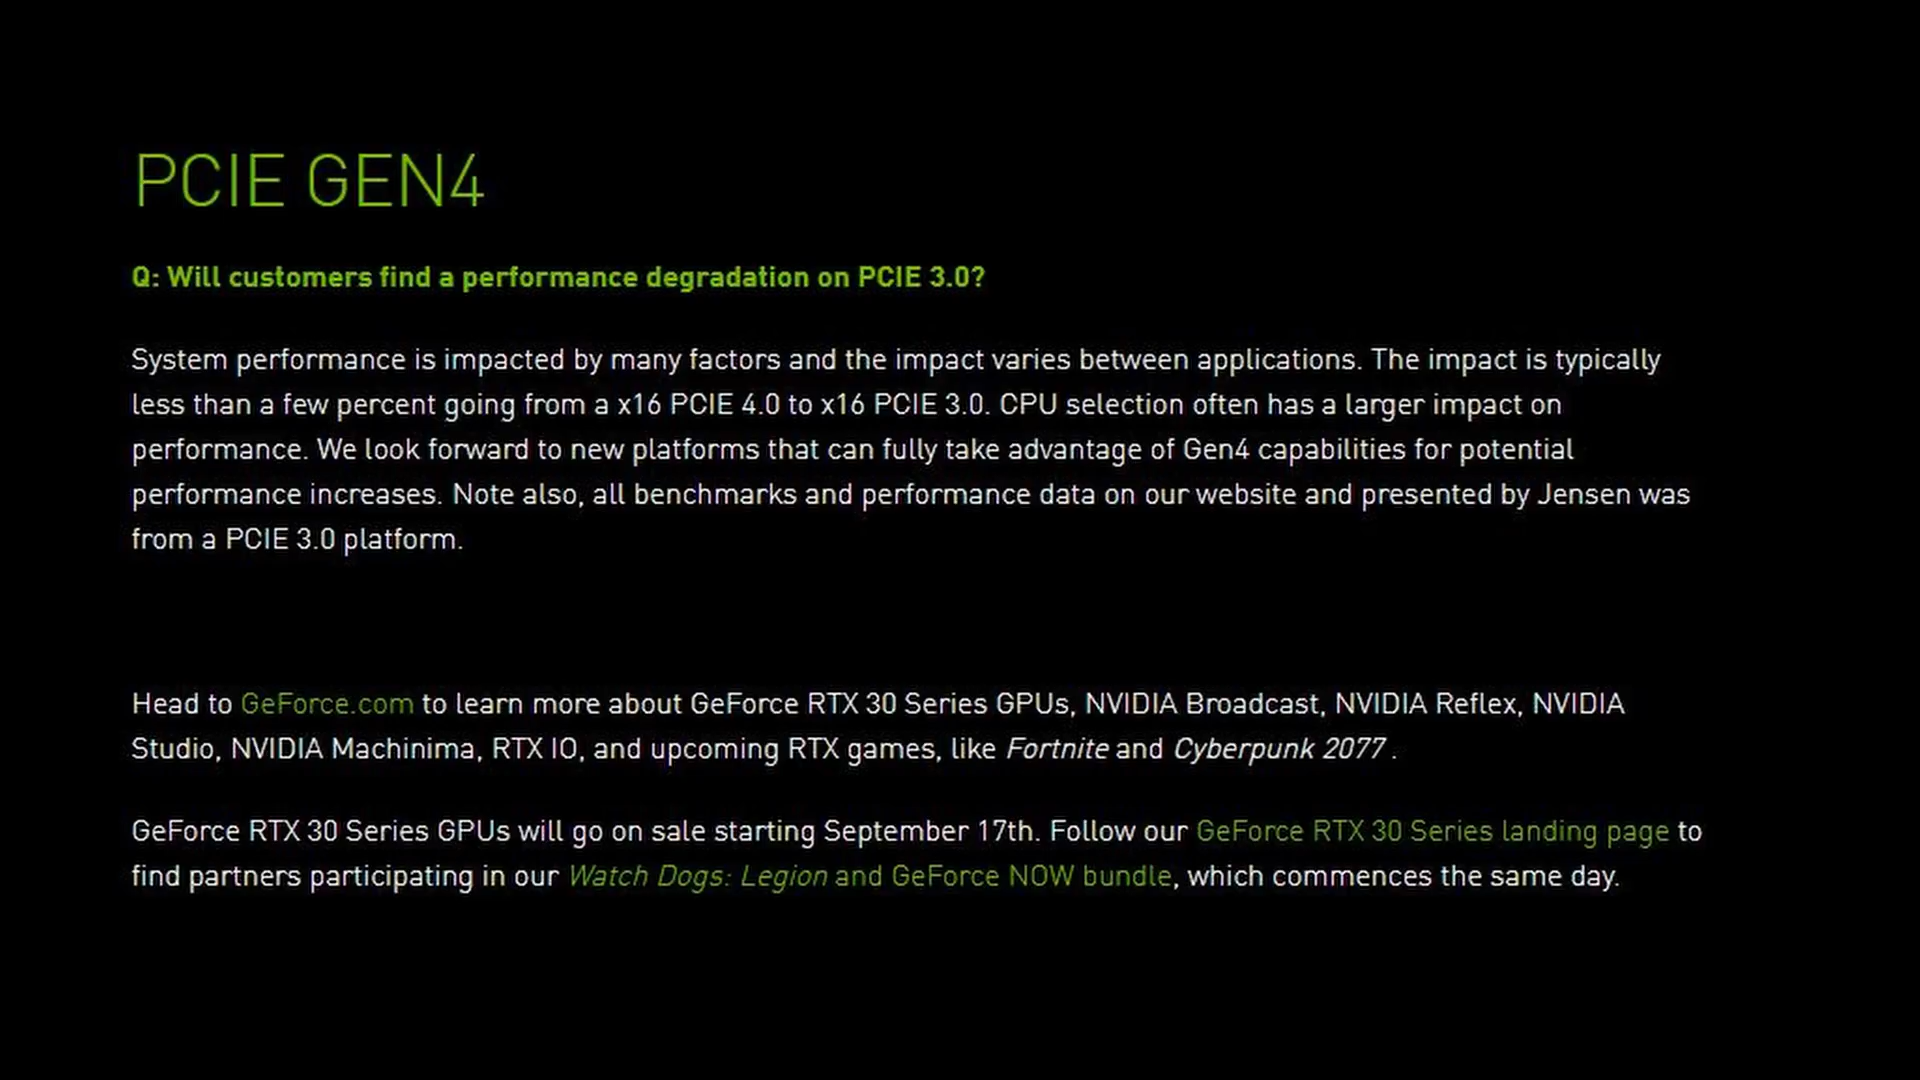 PCIE GEN4
Q: Will customers find a performance degradation on PCIE 3.0?
System performance is impacted by many factors and the impact varies between applications. The impact is typically
less than a few percent going from a x16 PCIE 4.0 to x16 PCIE 3.0. CPU selection often has a larger impact on
performance. We look forward to new platforms that can fully take advantage of Gen4 capabilities for potential
performance increases. Note also, all benchmarks and performance data on our website and presented by Jensen was
from a PCIE 3.0 platform.
Head to GeForce.com to learn more about GeForce RTX 30 Series GPUs, NVIDIA Broadcast, NVIDIA Reflex, NVIDIA
Studio, NVIDIA Machinima, RTX IO, and upcoming RTX games, like Fortnite and Cyberpunk 2077 .
GeForce RTX 30 Series GPUs will go on sale starting September 17th. Follow our GeForce RTX 30 Series landing page to
find partners participating in our Watch Dogs: Legion and GeForce NOW bundle, which commences the same day.